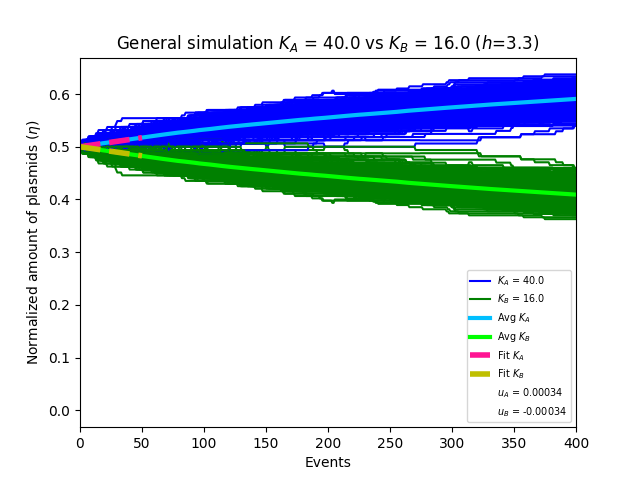 General simulation K_A = 40.0 vs K_B = 16.0 (h=3.3)
Normalized amount of plasmids (η)
0.6
0.5
0.4
0.3
0.2
0.1
0.0
K_A = 40.0
K_B = 16.0
Avg K_A
Avg K_B
Fit K_A
Fit K_B
u_A = 0.00034
u_B = -0.00034
0 50 100 150 200 250 300 350 400
Events